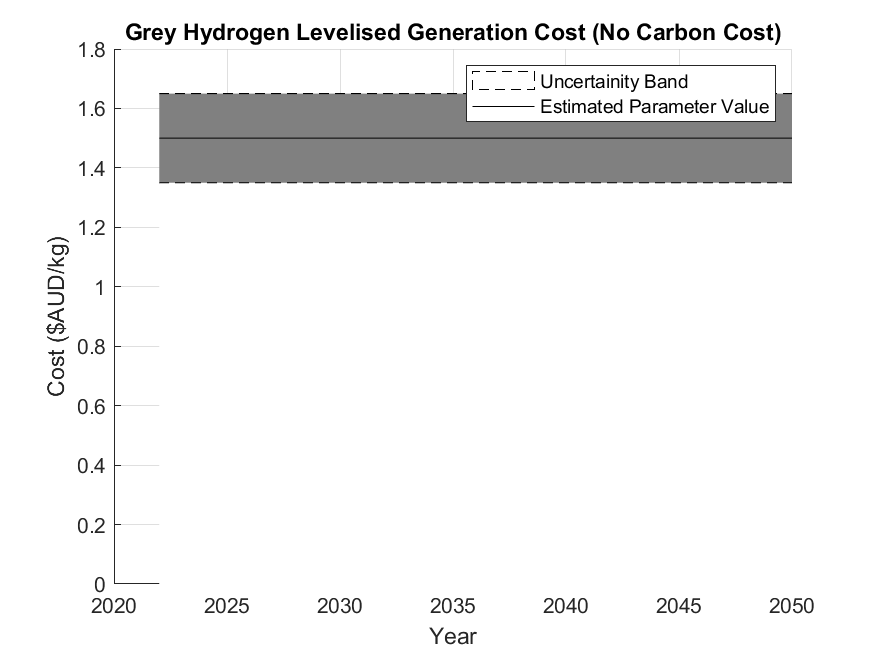 Grey Hydrogen Levelised Generation Cost (No Carbon Cost)
1.8
Uncertainity Band
Estimated Parameter Value
1.6
1.4
1.2
1
0.8
0.6
0.4
0.2
0
Cost ($AUD/kg)
2020 2025 2030 2035 2040 2045 2050
Year